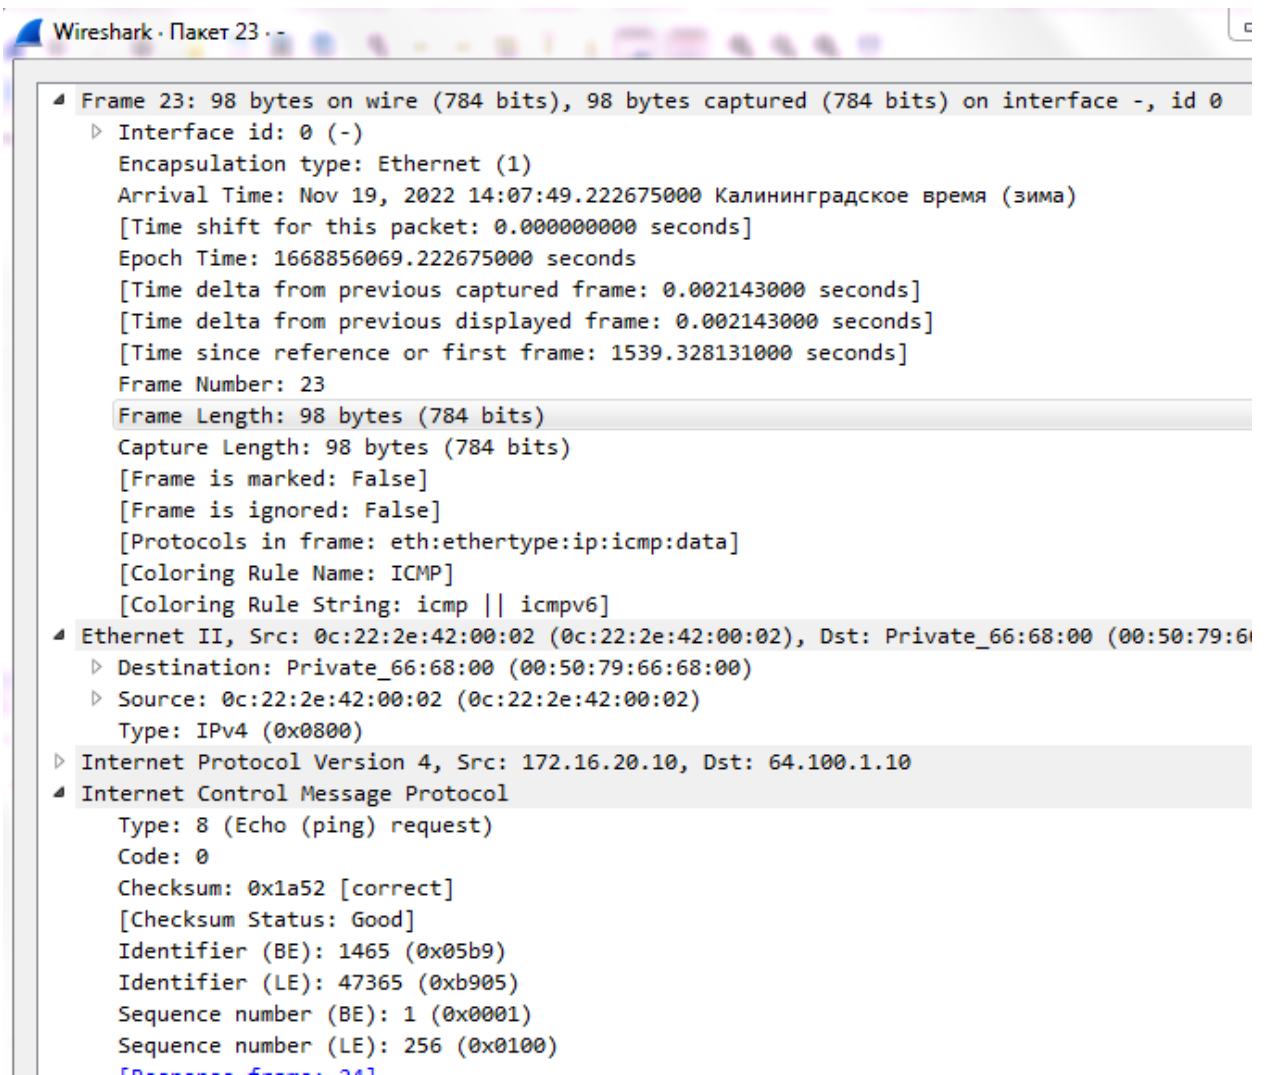 Wireshark · Пакет 23 · -
Frame 23: 98 bytes on wire (784 bits), 98 bytes captured (784 bits) on interface -, id 0
Interface id: 0 (-)
Encapsulation type: Ethernet (1)
Arrival Time: Nov 19, 2022 14:07:49.222675000 Калининградское время (зима)
[Time shift for this packet: 0.000000000 seconds]
Epoch Time: 1668856069.222675000 seconds
[Time delta from previous captured frame: 0.002143000 seconds]
[Time delta from previous displayed frame: 0.002143000 seconds]
[Time since reference or first frame: 1539.328131000 seconds]
Frame Number: 23
Frame Length: 98 bytes (784 bits)
Capture Length: 98 bytes (784 bits)
[Frame is marked: False]
[Frame is ignored: False]
[Protocols in frame: eth:ethertype:ip:icmp:data]
[Coloring Rule Name: ICMP]
[Coloring Rule String: icmp || icmpv6]
Ethernet II, Src: 0c:22:2e:42:00:02 (0c:22:2e:42:00:02), Dst: Private_66:68:00 (00:50:79:6
Destination: Private_66:68:00 (00:50:79:66:68:00)
Source: 0c:22:2e:42:00:02 (0c:22:2e:42:00:02)
Type: IPv4 (0x0800)
Internet Protocol Version 4, Src: 172.16.20.10, Dst: 64.100.1.10
Internet Control Message Protocol
Type: 8 (Echo (ping) request)
Code: 0
Checksum: 0x1a52 [correct]
[Checksum Status: Good]
Identifier (BE): 1465 (0x05b9)
Identifier (LE): 47365 (0xb905)
Sequence number (BE): 1 (0x0001)
Sequence number (LE): 256 (0x0100)
[Response frame: 24]